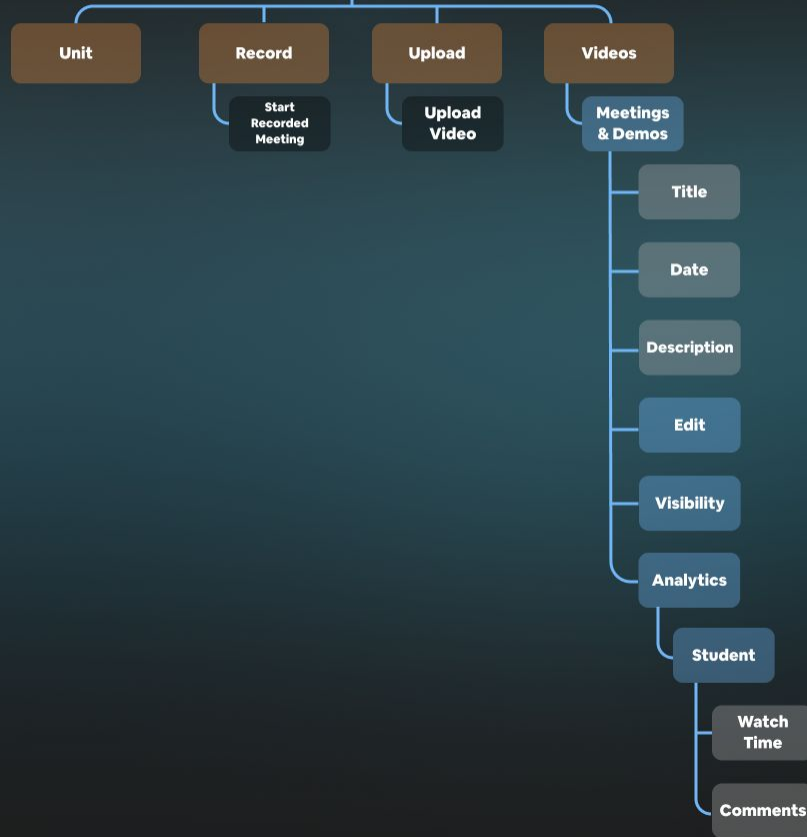 Unit
Record
Upload
Videos
Start
Recorded
Meeting
Upload
Video
Meetings
& Demos
Title
Date
Description
Edit
Visibility
Analytics
Student
Watch
Time
Comments